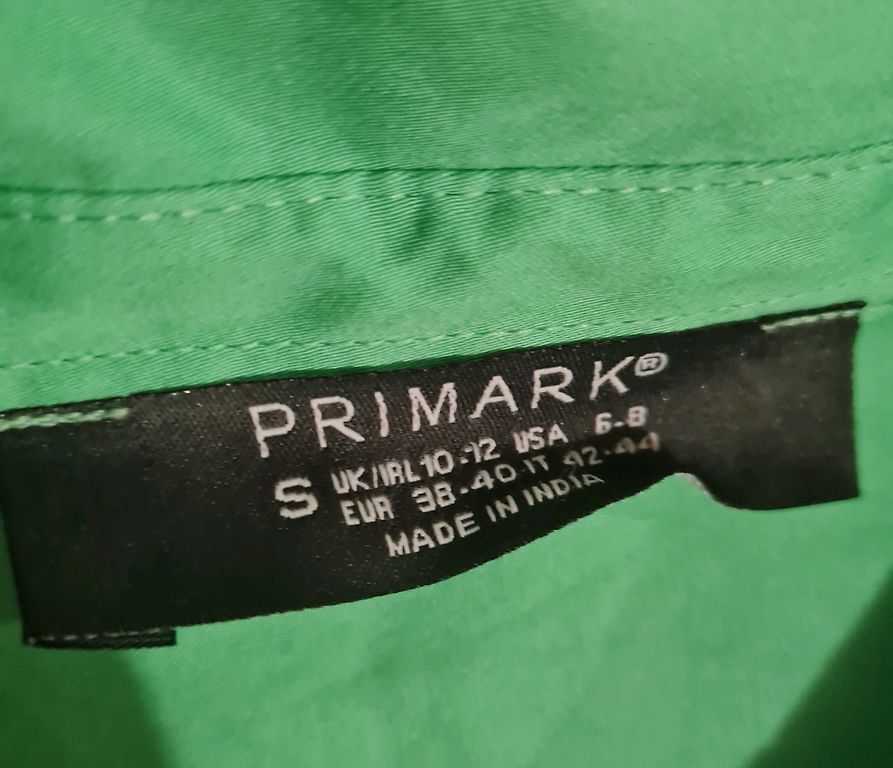 PRIMARK®
S UK/IRL 10-12 USA 6-8
EUR 38-40 IT 42-44
MADE IN INDIA